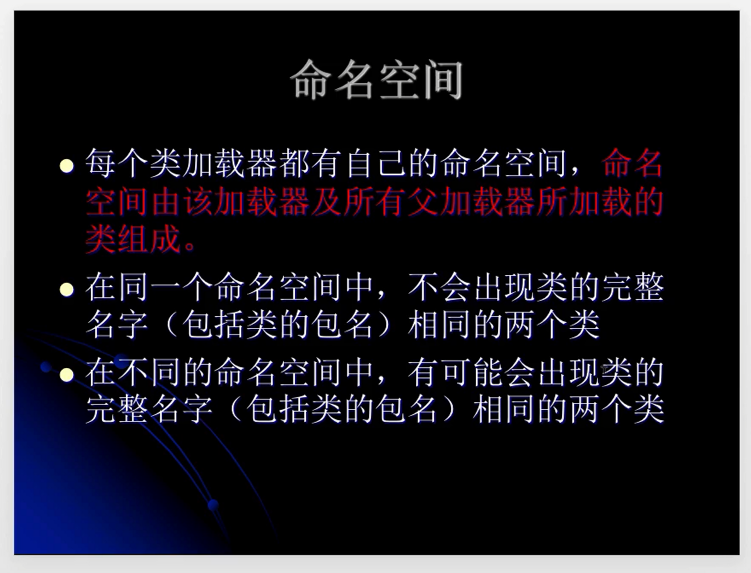 命名空间
每个类加载器都有自己的命名空间，命名
空间由该加载器及所有父加载器所加载的
类组成。
在同一个命名空间中，不会出现类的完整
名字（包括类的包名）相同的两个类
在不同的命名空间中，有可能会出现类的
完整名字（包括类的包名）相同的两个类